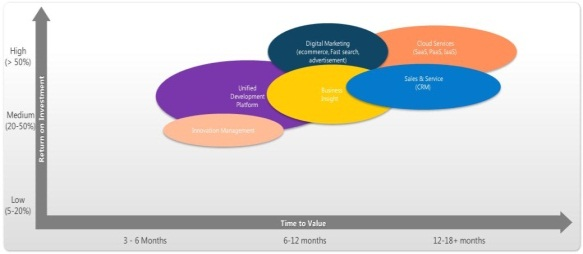 Digital Marketing
(ecommerce, Fast search,
advertisement)
Cloud Services
(SaaS, PaaS, IaaS)
High
(> 50%)
Sales & Service
(CRM)
Unified
Development
Platform
Business
Insight
Medium
(20-50%)
Innovation Management
Return on Investment
Low
(5-20%)
Time to Value
3 - 6 Months
6-12 months
12-18+ months